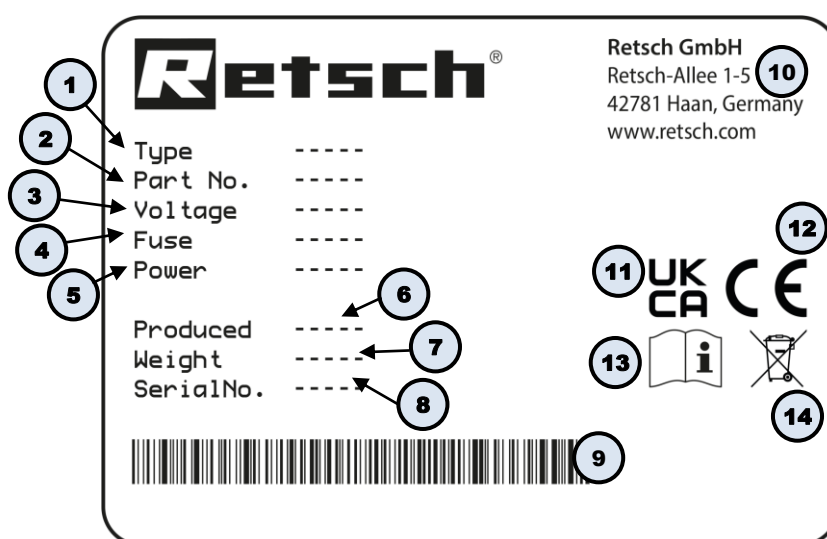 Retsch®
Retsch GmbH
Retsch-Allee 1-5
42781 Haan, Germany
www.retsch.com
10
1
2
3
4
5
Type -----
Part No. -----
Voltage -----
Fuse -----
Power -----
6
7
8
Produced -----
Weight -----
SerialNo. -----
9
11
12
UK
CA CE
13
i
14